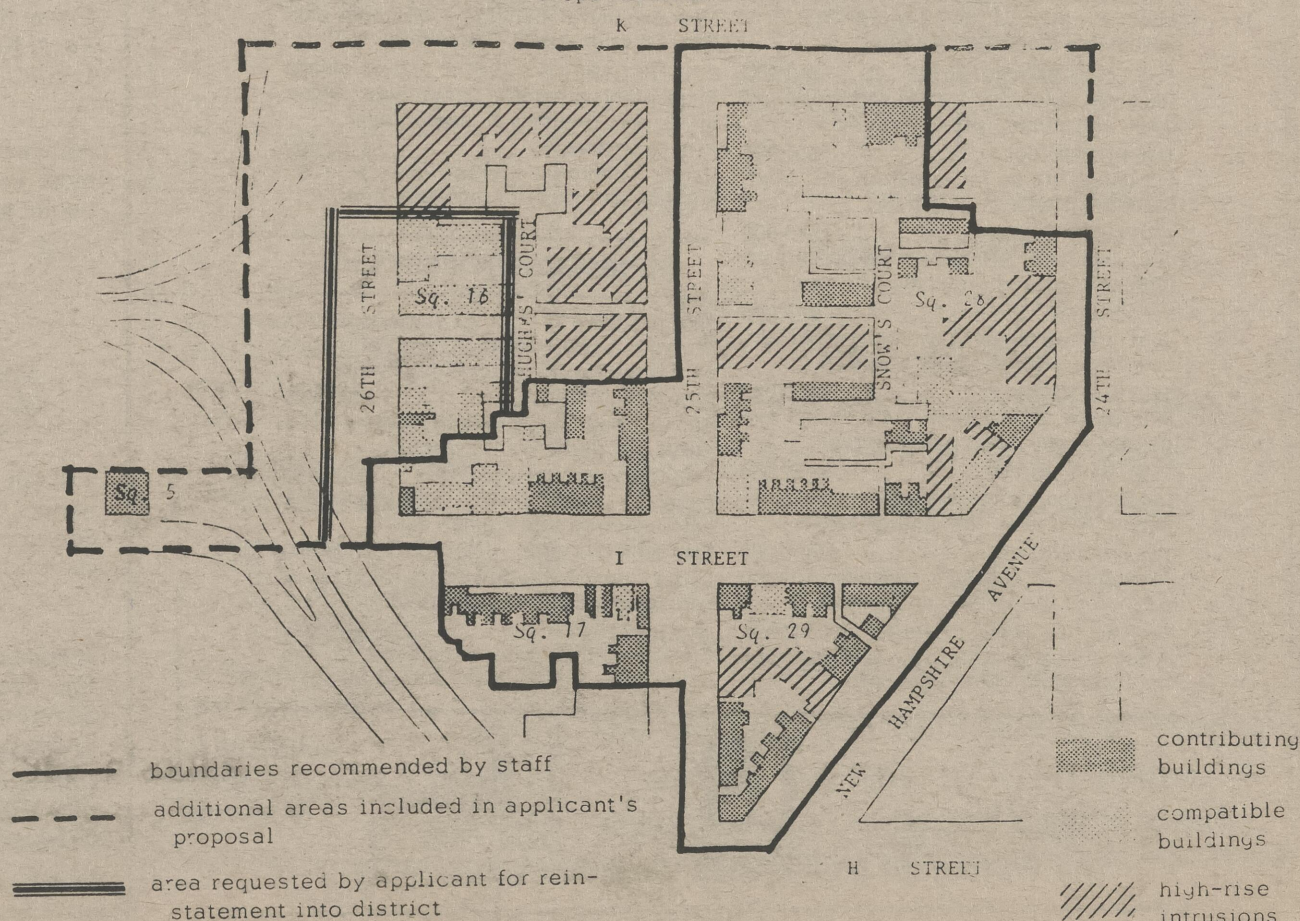 K STREET
26TH STREET
HUGHES' COURT
25TH STREET
SNOW'S COURT
24TH STREET
Sq. 16
Sq. 28
Sq. 5
I STREET
Sq. 17
Sq. 29
NEW HAMPSHIRE AVENUE
H STREET
boundaries recommended by staff
additional areas included in applicant's
proposal
area requested by applicant for rein-
statement into district
contributing
buildings
compatible
buildings
high-rise
intrusions